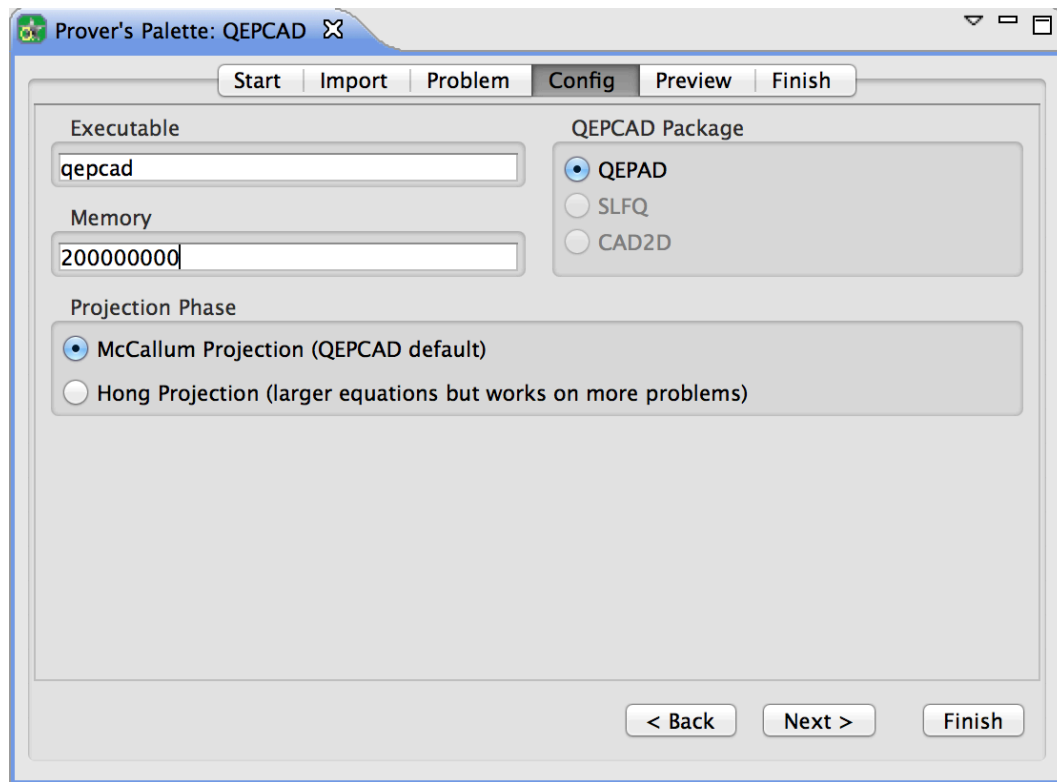 Prover's Palette: QEPCAD
Start Import Problem Config Preview Finish
Executable
qepcad
Memory
200000000
QEPCAD Package
QEPAD
SLFQ
CAD2D
Projection Phase
McCallum Projection (QEPCAD default)
Hong Projection (larger equations but works on more problems)
< Back Next > Finish